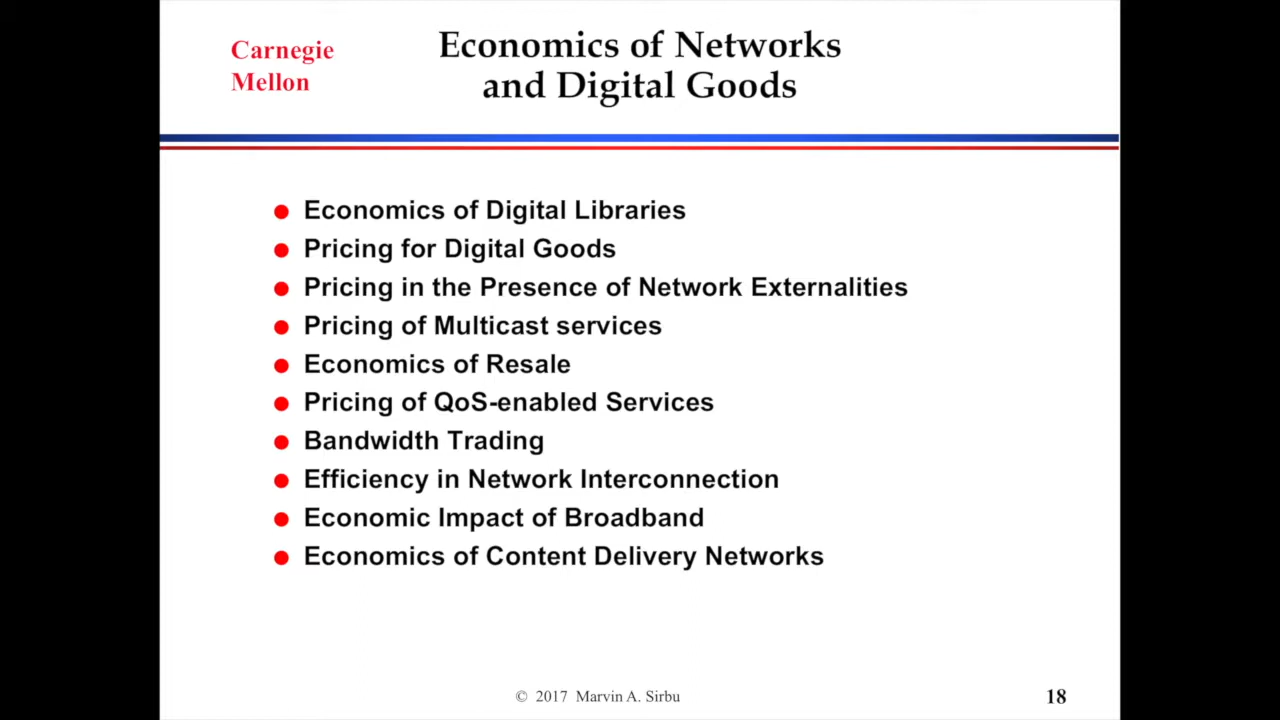 Carnegie
Mellon
Economics of Networks
and Digital Goods
Economics of Digital Libraries
Pricing for Digital Goods
Pricing in the Presence of Network Externalities
Pricing of Multicast services
Economics of Resale
Pricing of QoS-enabled Services
Bandwidth Trading
Efficiency in Network Interconnection
Economic Impact of Broadband
Economics of Content Delivery Networks
© 2017 Marvin A. Sirbu
18